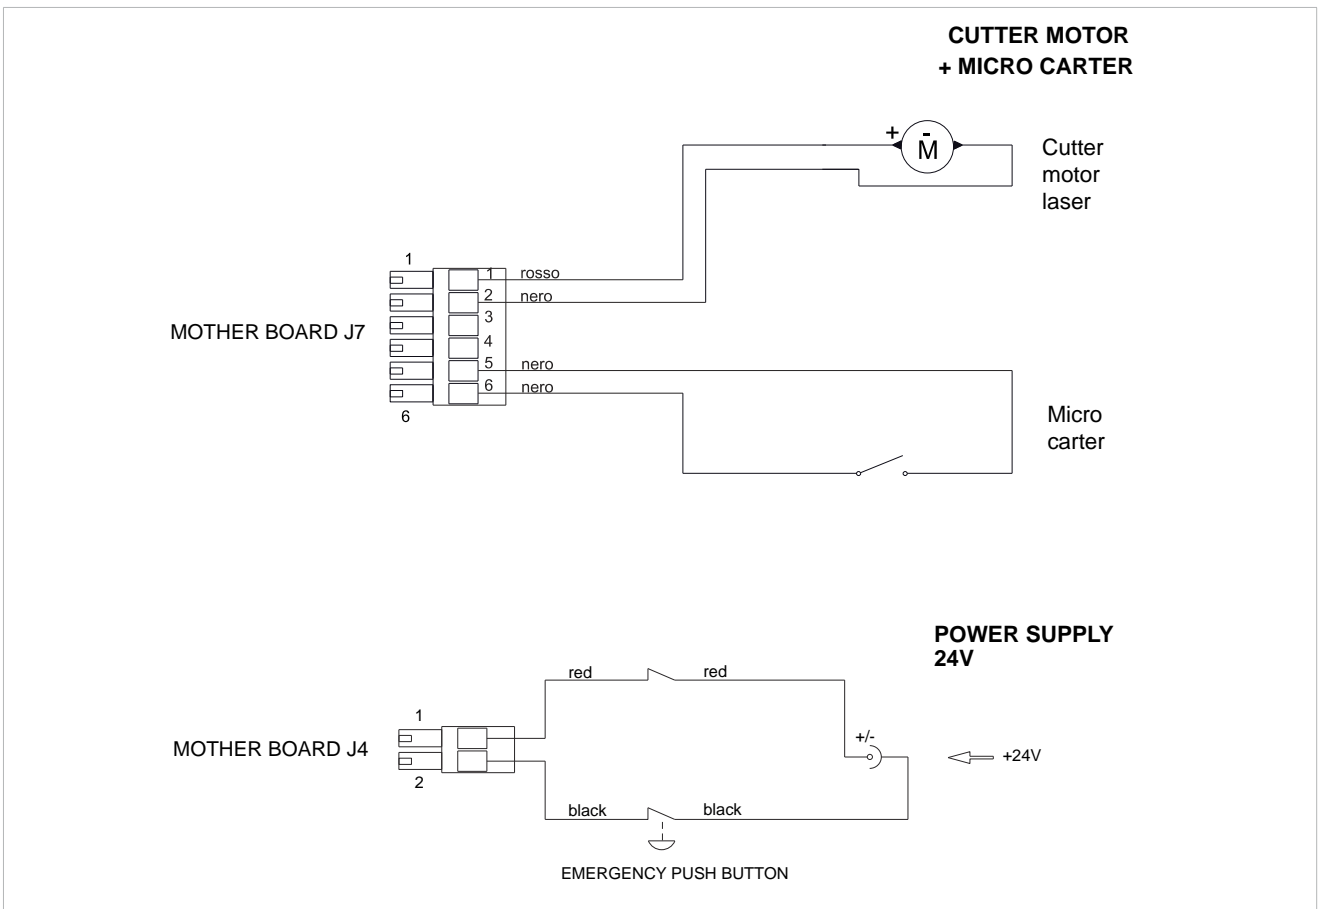 CUTTER MOTOR
+ MICRO CARTER
+
-
M
Cutter
motor
laser
1
1 rosso
2 nero
3
MOTHER BOARD J7
4
5 nero
6 nero
6
Micro
carter
POWER SUPPLY
24V
red red
1
+/-
MOTHER BOARD J4
+24V
2
black black
EMERGENCY PUSH BUTTON